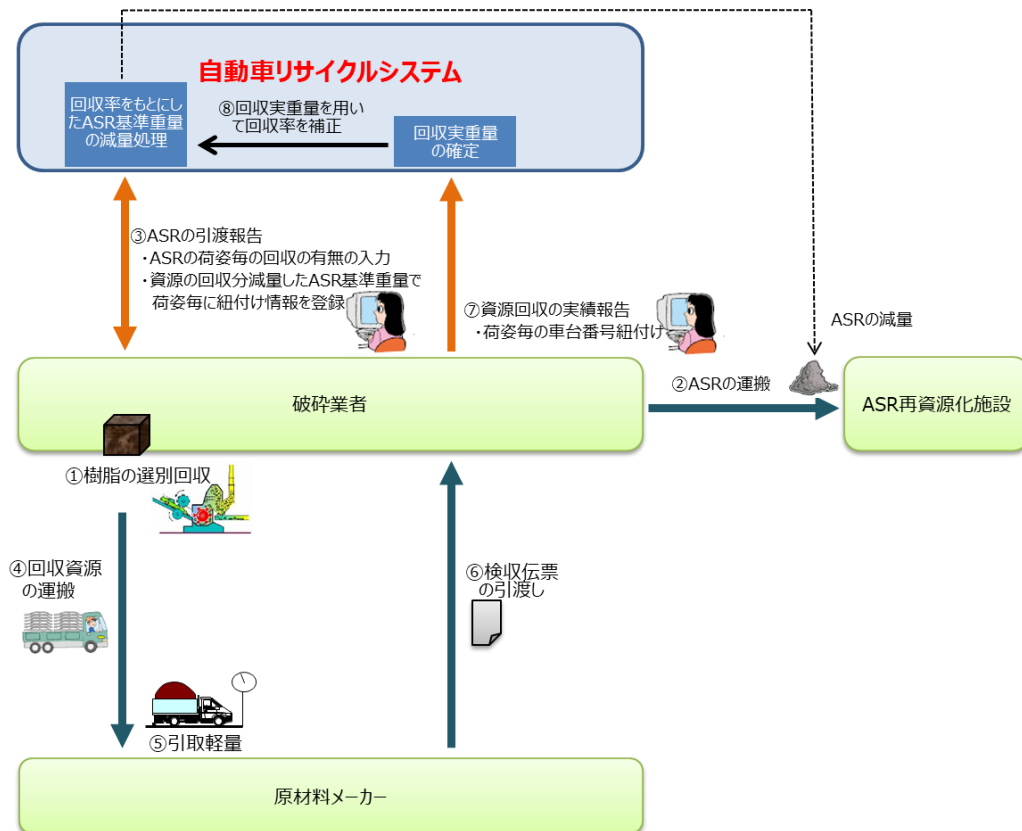 自動車リサイクルシステム
回収率をもとにし
たASR基準重量
の減量処理
⑧回収実重量を用い
て回収率を補正
回収実重量
の確定
③ASRの引渡報告
・ASRの荷姿毎の回収の有無の入力
・資源の回収分減量したASR基準重量で
荷姿毎に紐付け情報を登録
⑦資源回収の実績報告
・荷姿毎の車台番号紐付け
ASRの減量
破砕業者
②ASRの運搬
ASR再資源化施設
①樹脂の選別回収
④回収資源
の運搬
⑥検収伝票
の引渡し
⑤引取軽量
原材料メーカー